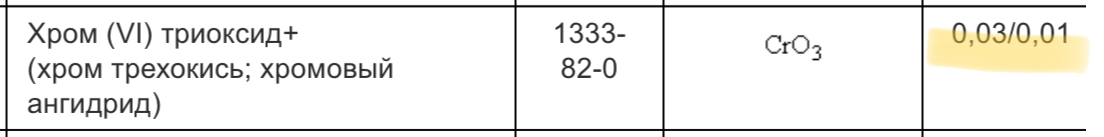 Хром (VI) триоксид+
(хром трехокись; хромовый
ангидрид)
1333-
82-0
CrO₃
0,03/0,01